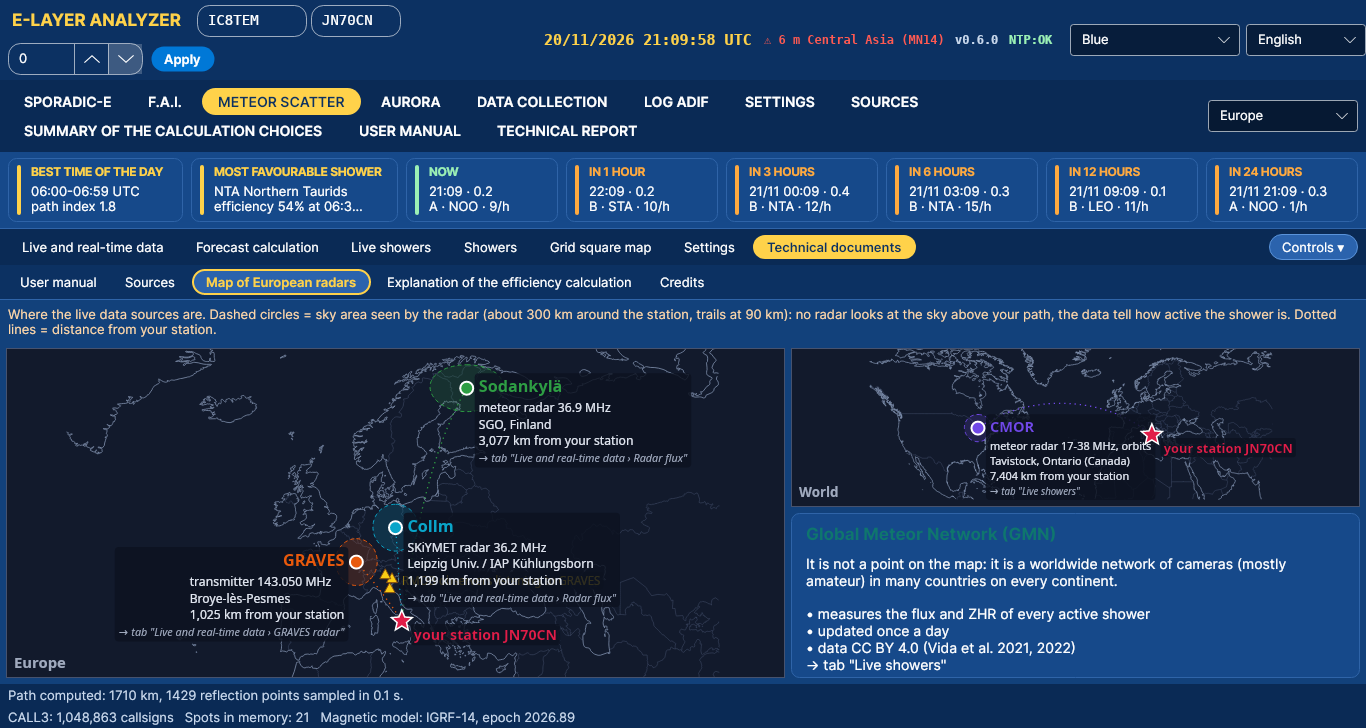 E-LAYER ANALYZER
IC8TEM
JN70CN
0
Apply
20/11/2026 21:09:58 UTC
⚠ 6 m Central Asia (MN14)
v0.6.0
NTP:OK
Blue
English
SPORADIC-E
F.A.I.
METEOR SCATTER
AURORA
DATA COLLECTION
LOG ADIF
SETTINGS
SOURCES
SUMMARY OF THE CALCULATION CHOICES
USER MANUAL
TECHNICAL REPORT
Europe
BEST TIME OF THE DAY
06:00-06:59 UTC
path index 1.8
MOST FAVOURABLE SHOWER
NTA Northern Taurids
efficiency 54% at 06:3...
NOW
21:09 · 0.2
A · NOO · 9/h
IN 1 HOUR
22:09 · 0.2
B · STA · 10/h
IN 3 HOURS
21/11 00:09 · 0.4
B · NTA · 12/h
IN 6 HOURS
21/11 03:09 · 0.3
B · NTA · 15/h
IN 12 HOURS
21/11 09:09 · 0.1
B · LEO · 11/h
IN 24 HOURS
21/11 21:09 · 0.3
A · NOO · 1/h
Live and real-time data
Forecast calculation
Live showers
Showers
Grid square map
Settings
Technical documents
Controls ▾
User manual
Sources
Map of European radars
Explanation of the efficiency calculation
Credits
Where the live data sources are. Dashed circles = sky area seen by the radar (about 300 km around the station, trails at 90 km): no radar looks at the sky above your path, the data tell how active the shower is. Dotted
lines = distance from your station.
Sodankylä
meteor radar 36.9 MHz
SGO, Finland
3,077 km from your station
→ tab "Live and real-time data › Radar flux"
Collm
SKiYMET radar 36.2 MHz
Leipzig Univ. / IAP Kühlungsborn
1,199 km from your station
GRAVES
→ tab "Live and real-time data › Radar flux"
GRAVES
transmitter 143.050 MHz
Broye-lès-Pesmes
1,025 km from your station
→ tab "Live and real-time data › GRAVES radar"
your station JN70CN
Europe
CMOR
meteor radar 17-38 MHz, orbits
Tavistock, Ontario (Canada)
7,404 km from your station
→ tab "Live showers"
your station JN70CN
World
Global Meteor Network (GMN)
It is not a point on the map: it is a worldwide network of cameras (mostly
amateur) in many countries on every continent.
• measures the flux and ZHR of every active shower
• updated once a day
• data CC BY 4.0 (Vida et al. 2021, 2022)
→ tab "Live showers"
Path computed: 1710 km, 1429 reflection points sampled in 0.1 s.
CALL3: 1,048,863 callsigns
Spots in memory: 21
Magnetic model: IGRF-14, epoch 2026.89